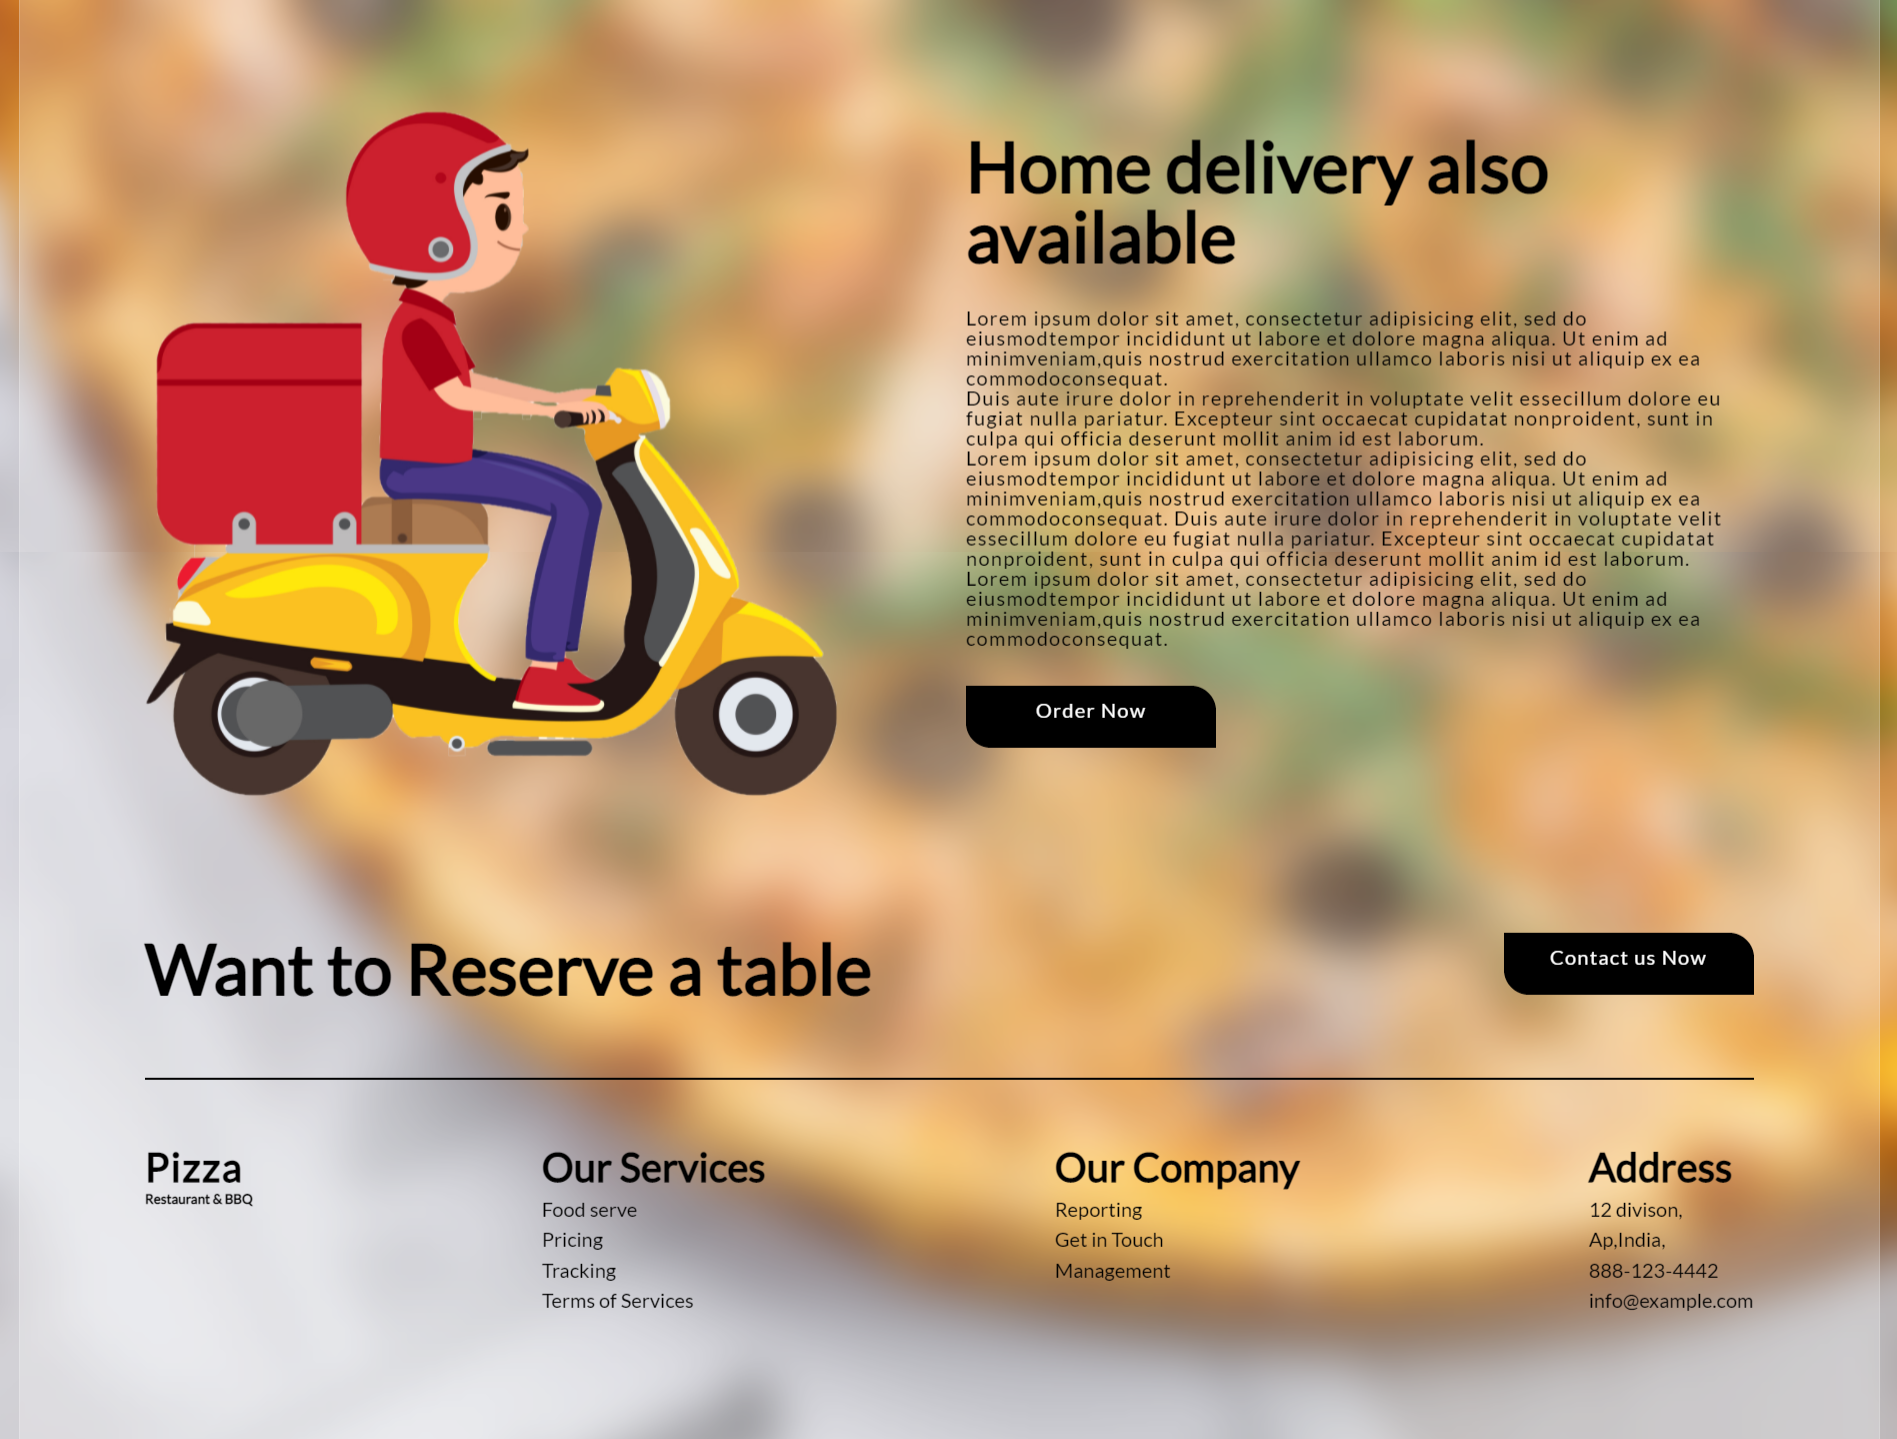 Home delivery also
available
Lorem ipsum dolor sit amet, consectetur adipisicing elit, sed do
eiusmodtempor incididunt ut labore et dolore magna aliqua. Ut enim ad
minimveniam,quis nostrud exercitation ullamco laboris nisi ut aliquip ex ea
commodoconsequat.
Duis aute irure dolor in reprehenderit in voluptate velit essecillum dolore eu
fugiat nulla pariatur. Excepteur sint occaecat cupidatat nonproident, sunt in
culpa qui officia deserunt mollit anim id est laborum.
Lorem ipsum dolor sit amet, consectetur adipisicing elit, sed do
eiusmodtempor incididunt ut labore et dolore magna aliqua. Ut enim ad
minimveniam,quis nostrud exercitation ullamco laboris nisi ut aliquip ex ea
commodoconsequat. Duis aute irure dolor in reprehenderit in voluptate velit
essecillum dolore eu fugiat nulla pariatur. Excepteur sint occaecat cupidatat
nonproident, sunt in culpa qui officia deserunt mollit anim id est laborum.
Lorem ipsum dolor sit amet, consectetur adipisicing elit, sed do
eiusmodtempor incididunt ut labore et dolore magna aliqua. Ut enim ad
minimveniam,quis nostrud exercitation ullamco laboris nisi ut aliquip ex ea
commodoconsequat.
Order Now
Want to Reserve a table
Contact us Now
Pizza
Restaurant & BBQ
Our Services
Food serve
Pricing
Tracking
Terms of Services
Our Company
Reporting
Get in Touch
Management
Address
12 divison,
Ap,India,
888-123-4442
info@example.com